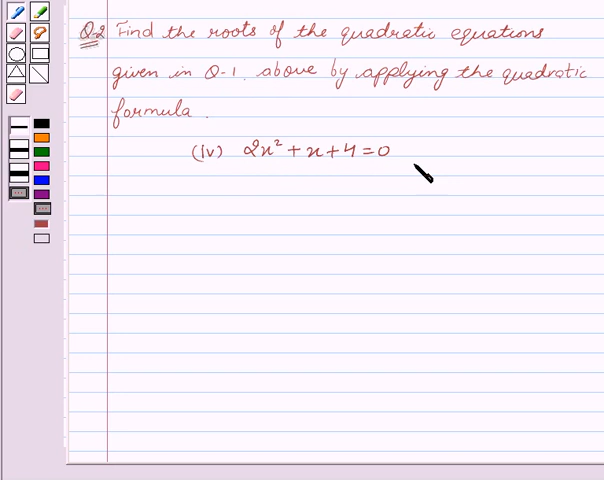 Q-2 Find the roots of the quadratic equations
given in Q-1. above by applying the quadratic
formula.
(iv) 2x² + x + 4 = 0